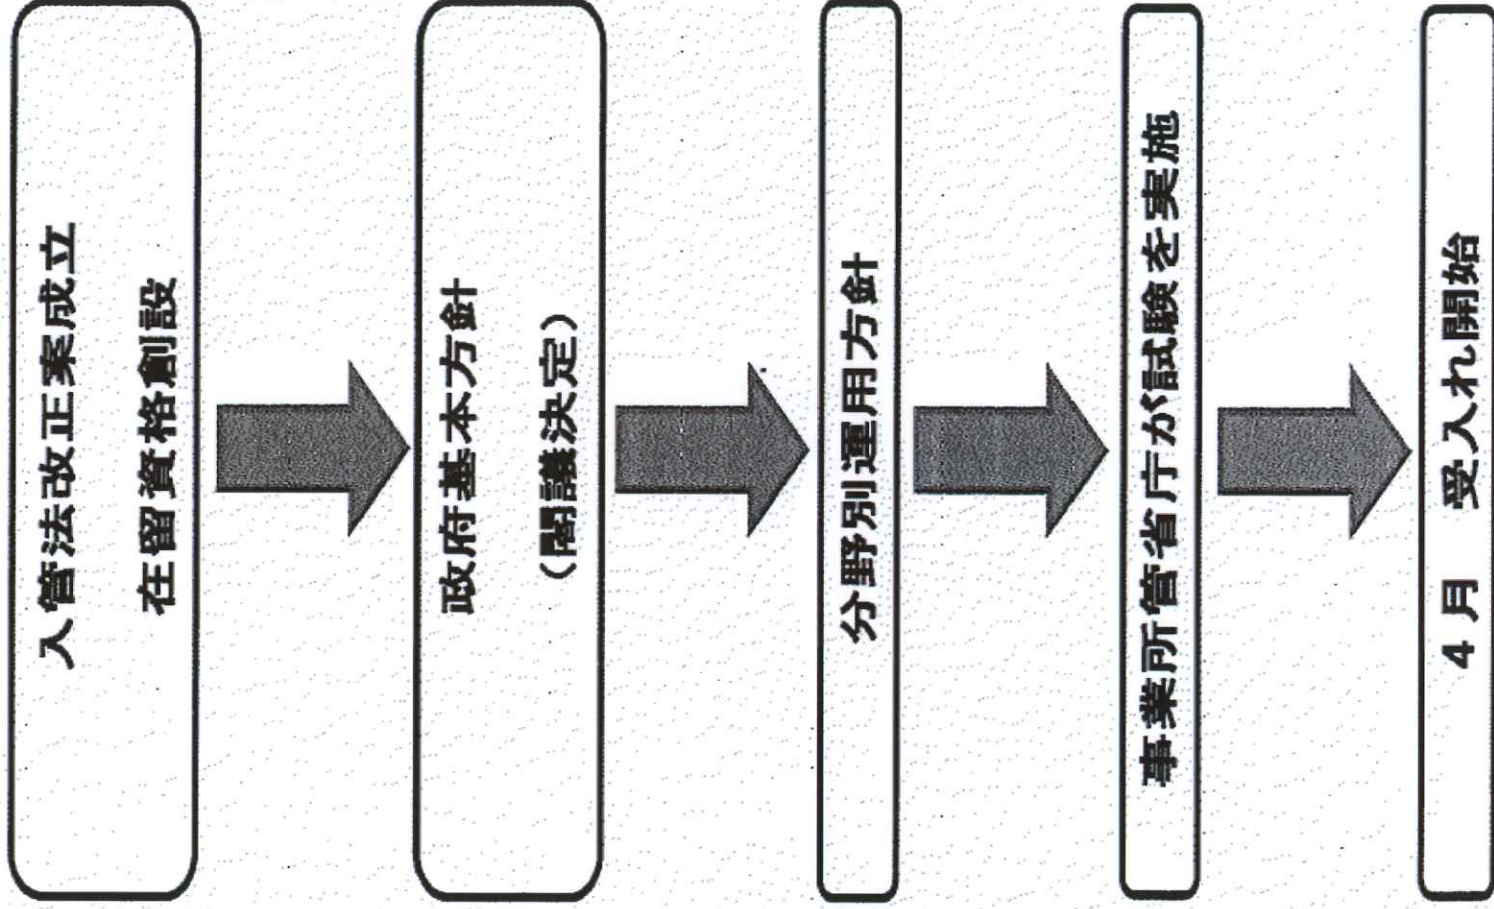 入管法改正案成立
在留資格創設
政府基本方針
（閣議決定）
分野別運用方針
事業所管省庁が試験を実施
4月　受入れ開始